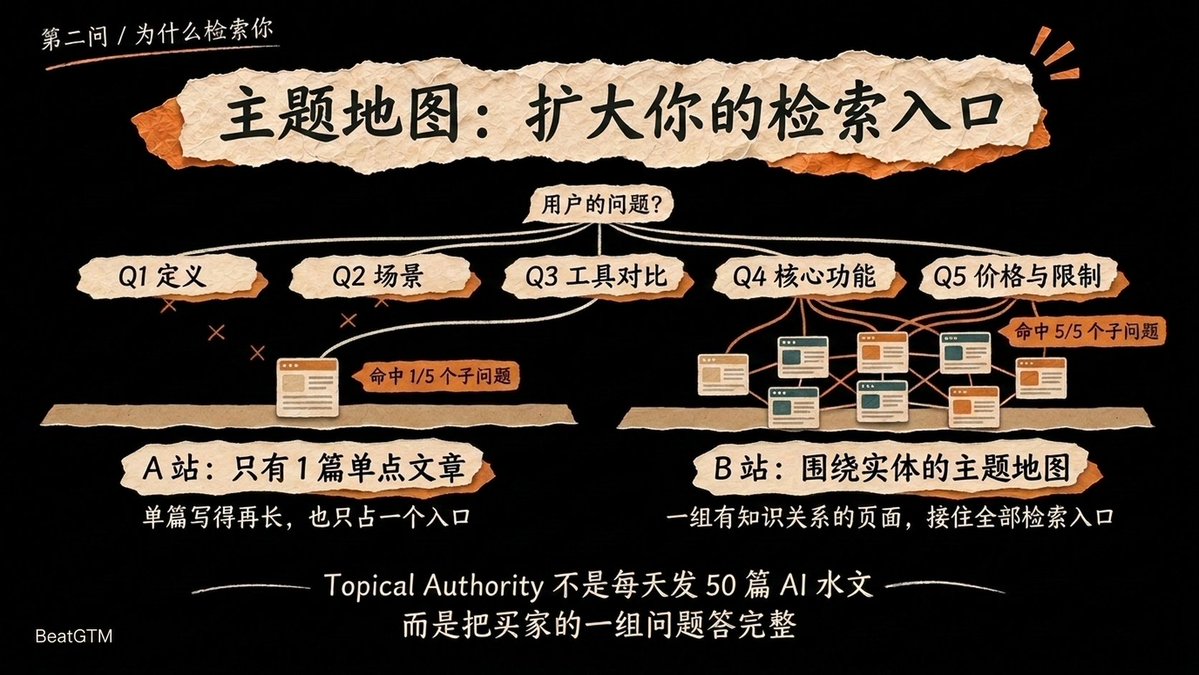 第二问 / 为什么检索你
主题地图：扩大你的检索入口
用户的问题？
Q1 定义
Q2 场景
Q3 工具对比
Q4 核心功能
Q5 价格与限制
命中 1/5 个子问题
命中 5/5 个子问题
A 站：只有 1 篇单点文章
单篇写得再长，也只占一个入口
B 站：围绕实体的主题地图
一组有知识关系的页面，接住全部检索入口
Topical Authority 不是每天发 50 篇 AI 水文
而是把买家的一组问题答完整
BeatGTM